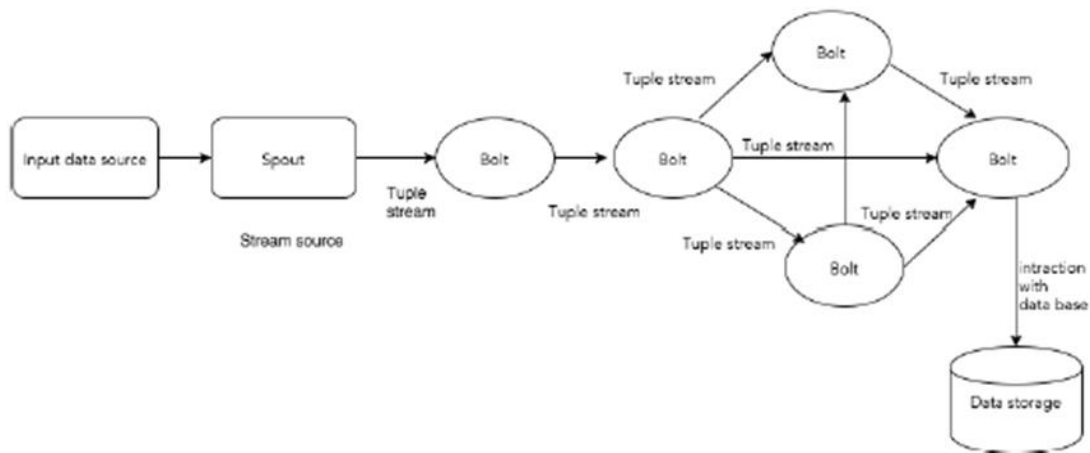 Bolt
Tuple stream
Tuple stream
Input data source
Spout
Bolt
Bolt
Tuple stream
Bolt
Tuple
stream
Tuple stream
Tuple stream
Stream source
Tuple stream
Bolt
intraction
with
data base
Data storage